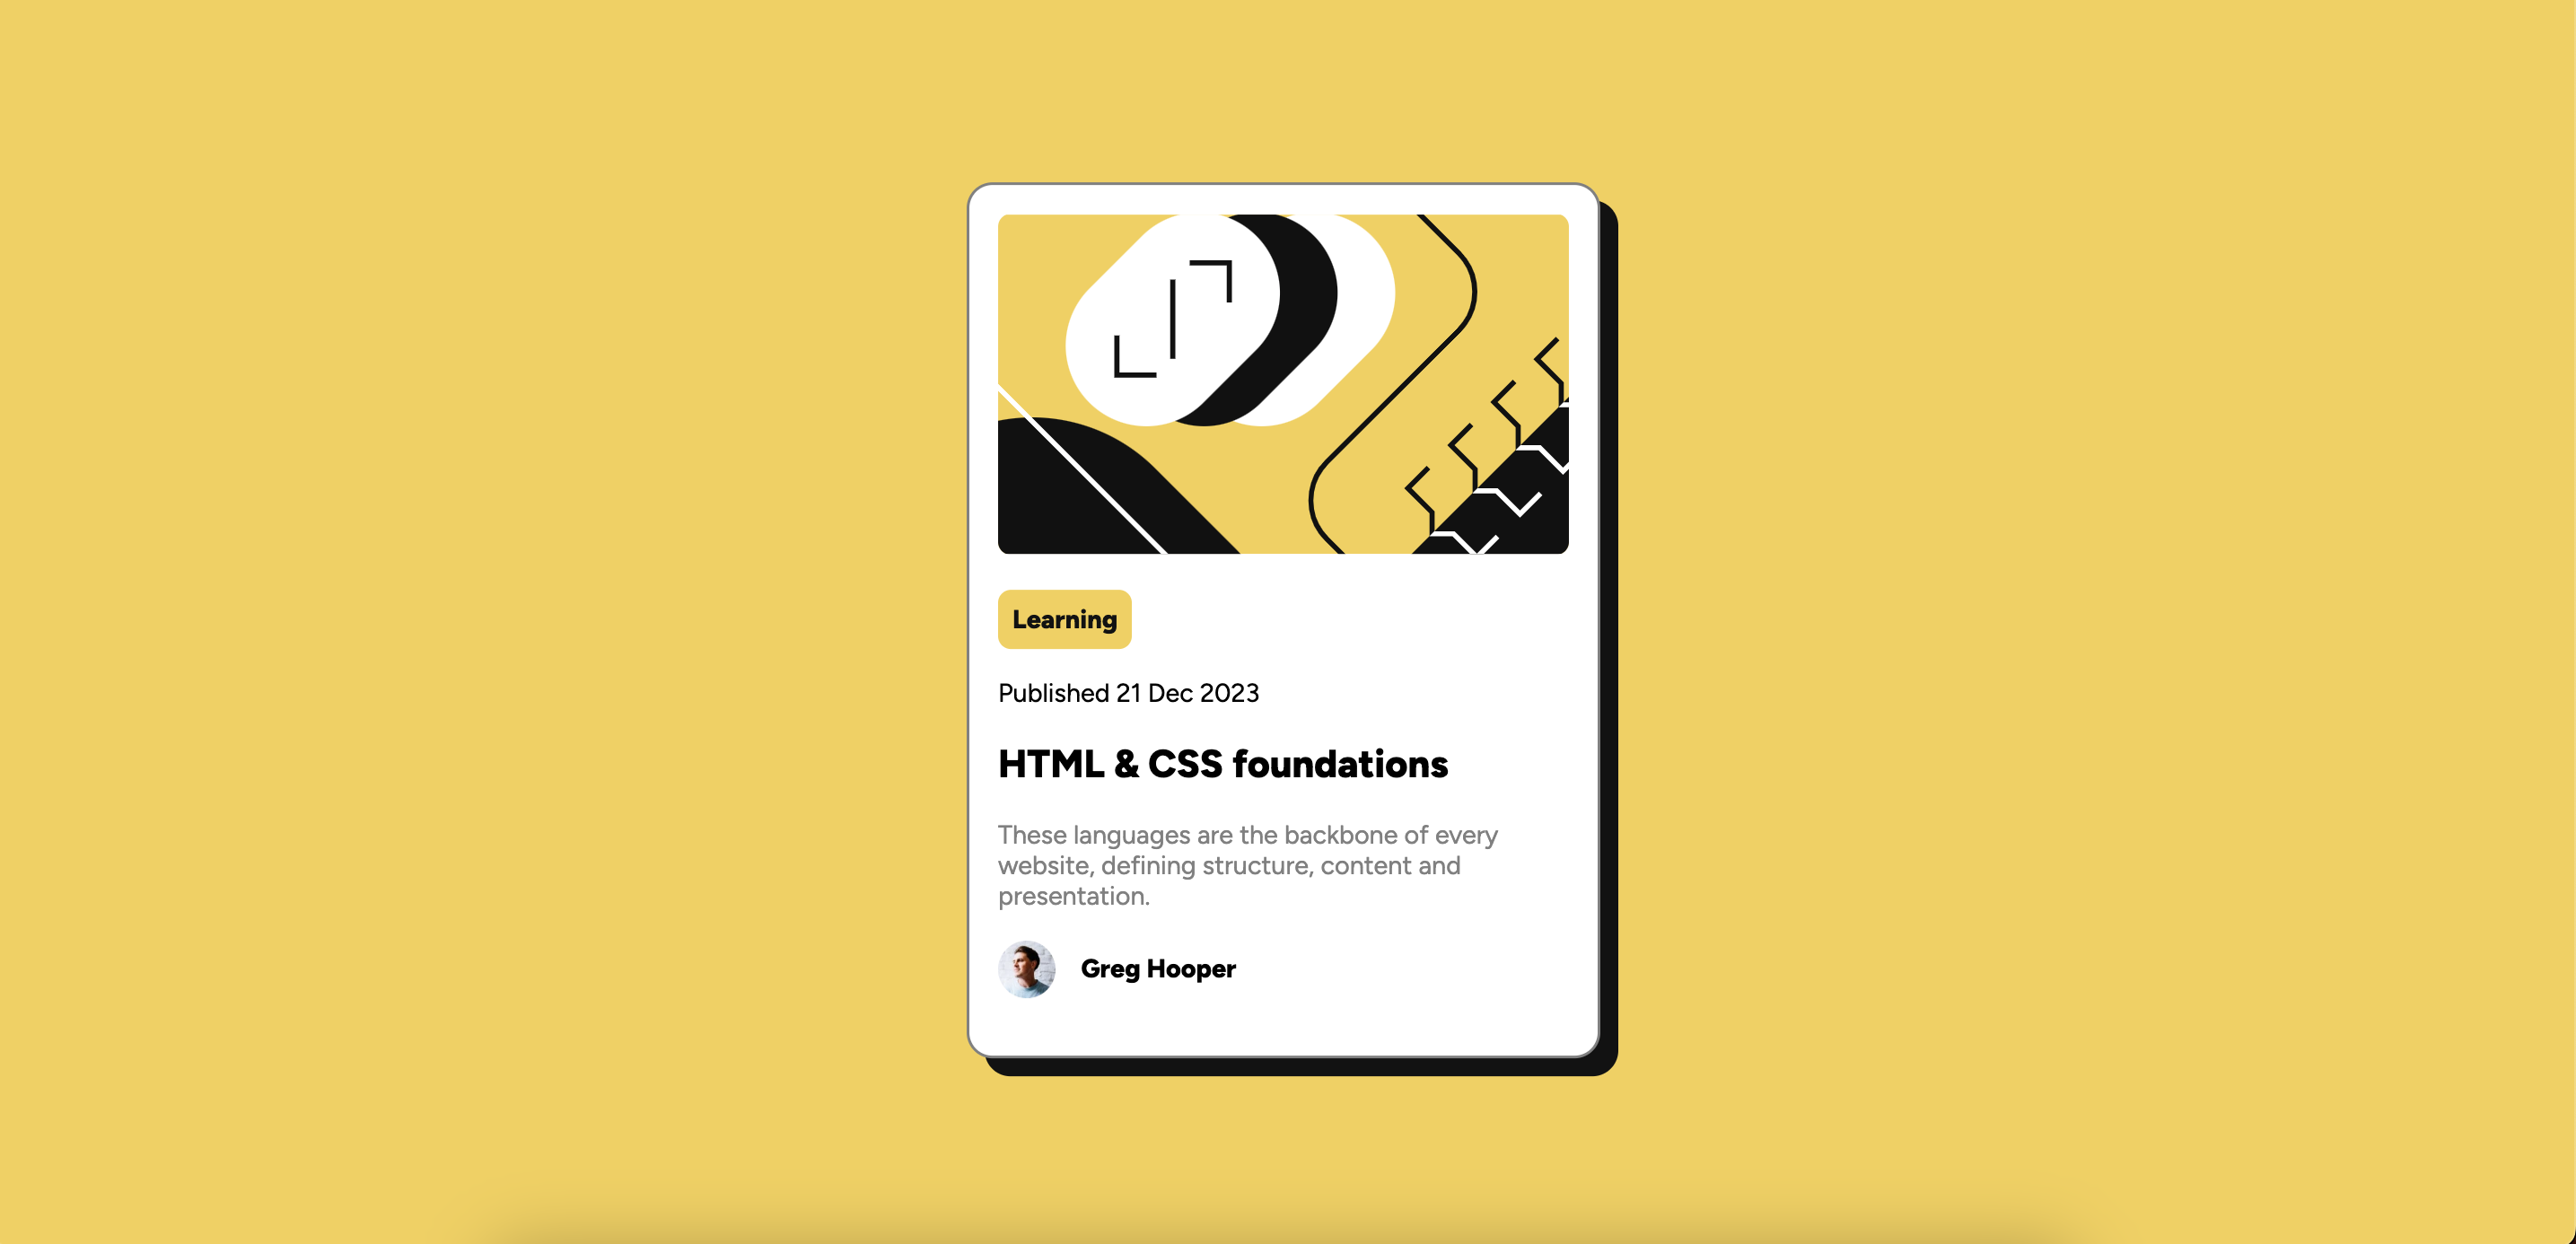 Learning
Published 21 Dec 2023
HTML & CSS foundations
These languages are the backbone of every
website, defining structure, content and
presentation.
Greg Hooper